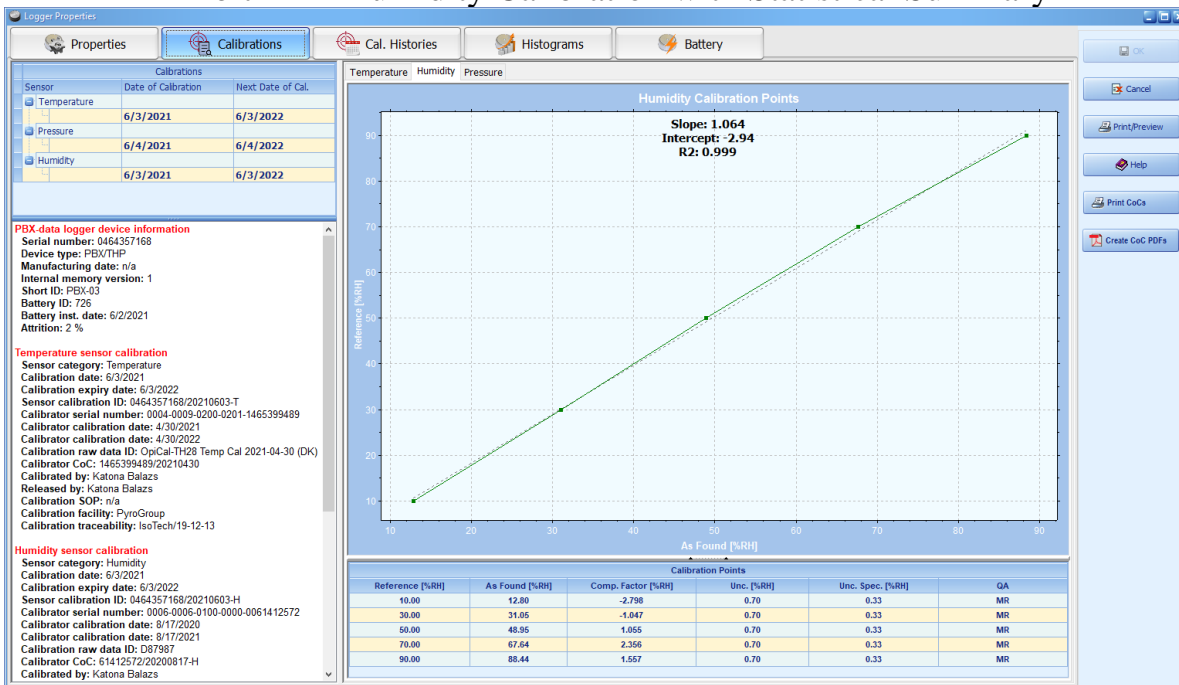 Logger Properties
Properties
Calibrations
Cal. Histories
Histograms
Battery
OK
Cancel
Print/Preview
Help
Print CoCs
Create CoC PDFs
Calibrations
Sensor Date of Calibration Next Date of Cal.
Temperature
6/3/2021 6/3/2022
Pressure
6/4/2021 6/4/2022
Humidity
6/3/2021 6/3/2022
PBX-data logger device information
Serial number: 0464357168
Device type: PBX/THP
Manufacturing date: n/a
Internal memory version: 1
Short ID: PBX-03
Battery ID: 726
Battery inst. date: 6/2/2021
Attrition: 2 %
Temperature sensor calibration
Sensor category: Temperature
Calibration date: 6/3/2021
Calibration expiry date: 6/3/2022
Sensor calibration ID: 0464357168/20210603-T
Calibrator serial number: 0004-0009-0200-0201-1465399489
Calibrator calibration date: 4/30/2021
Calibrator calibration date: 4/30/2022
Calibration raw data ID: OpiCal-TH28 Temp Cal 2021-04-30 (DK)
Calibrator CoC: 1465399489/20210430
Calibrated by: Katona Balazs
Released by: Katona Balazs
Calibration SOP: n/a
Calibration facility: PyroGroup
Calibration traceability: IsoTech/19-12-13
Humidity sensor calibration
Sensor category: Humidity
Calibration date: 6/3/2021
Calibration expiry date: 6/3/2022
Sensor calibration ID: 0464357168/20210603-H
Calibrator serial number: 0006-0006-0100-0000-0061412572
Calibrator calibration date: 8/17/2020
Calibrator calibration date: 8/17/2021
Calibration raw data ID: D87987
Calibrator CoC: 61412572/20200817-H
Calibrated by: Katona Balazs
Temperature Humidity Pressure
Humidity Calibration Points
Slope: 1.064
Intercept: -2.94
R2: 0.999
Reference [%RH]
90
80
70
60
50
40
30
20
10
10 20 30 40 50 60 70 80 90
As Found [%RH]
Calibration Points
Reference [%RH] As Found [%RH] Comp. Factor [%RH] Unc. [%RH] Unc. Spec. [%RH] QA
10.00 12.80 -2.798 0.70 0.33 MR
30.00 31.05 -1.047 0.70 0.33 MR
50.00 48.95 1.055 0.70 0.33 MR
70.00 67.64 2.356 0.70 0.33 MR
90.00 88.44 1.557 0.70 0.33 MR